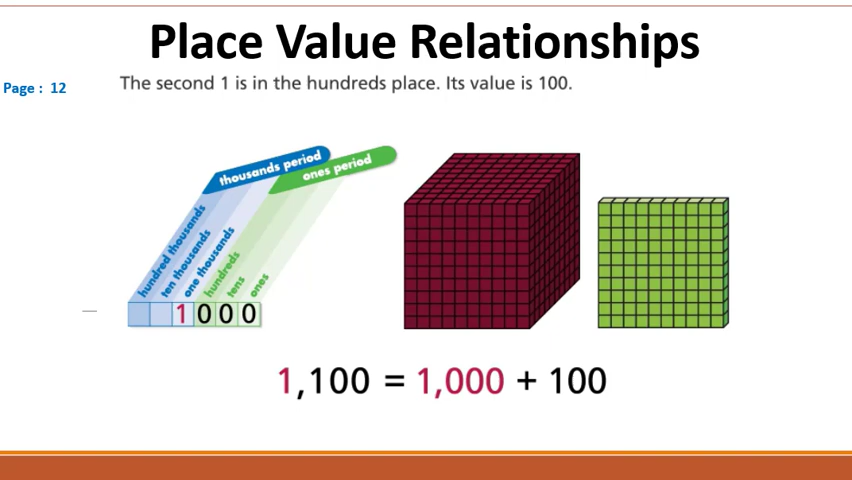 Place Value Relationships
Page : 12
The second 1 is in the hundreds place. Its value is 100.
thousands period
ones period
hundred thousands
ten thousands
one thousands
hundreds
tens
ones
1 0 0 0
1,100 = 1,000 + 100